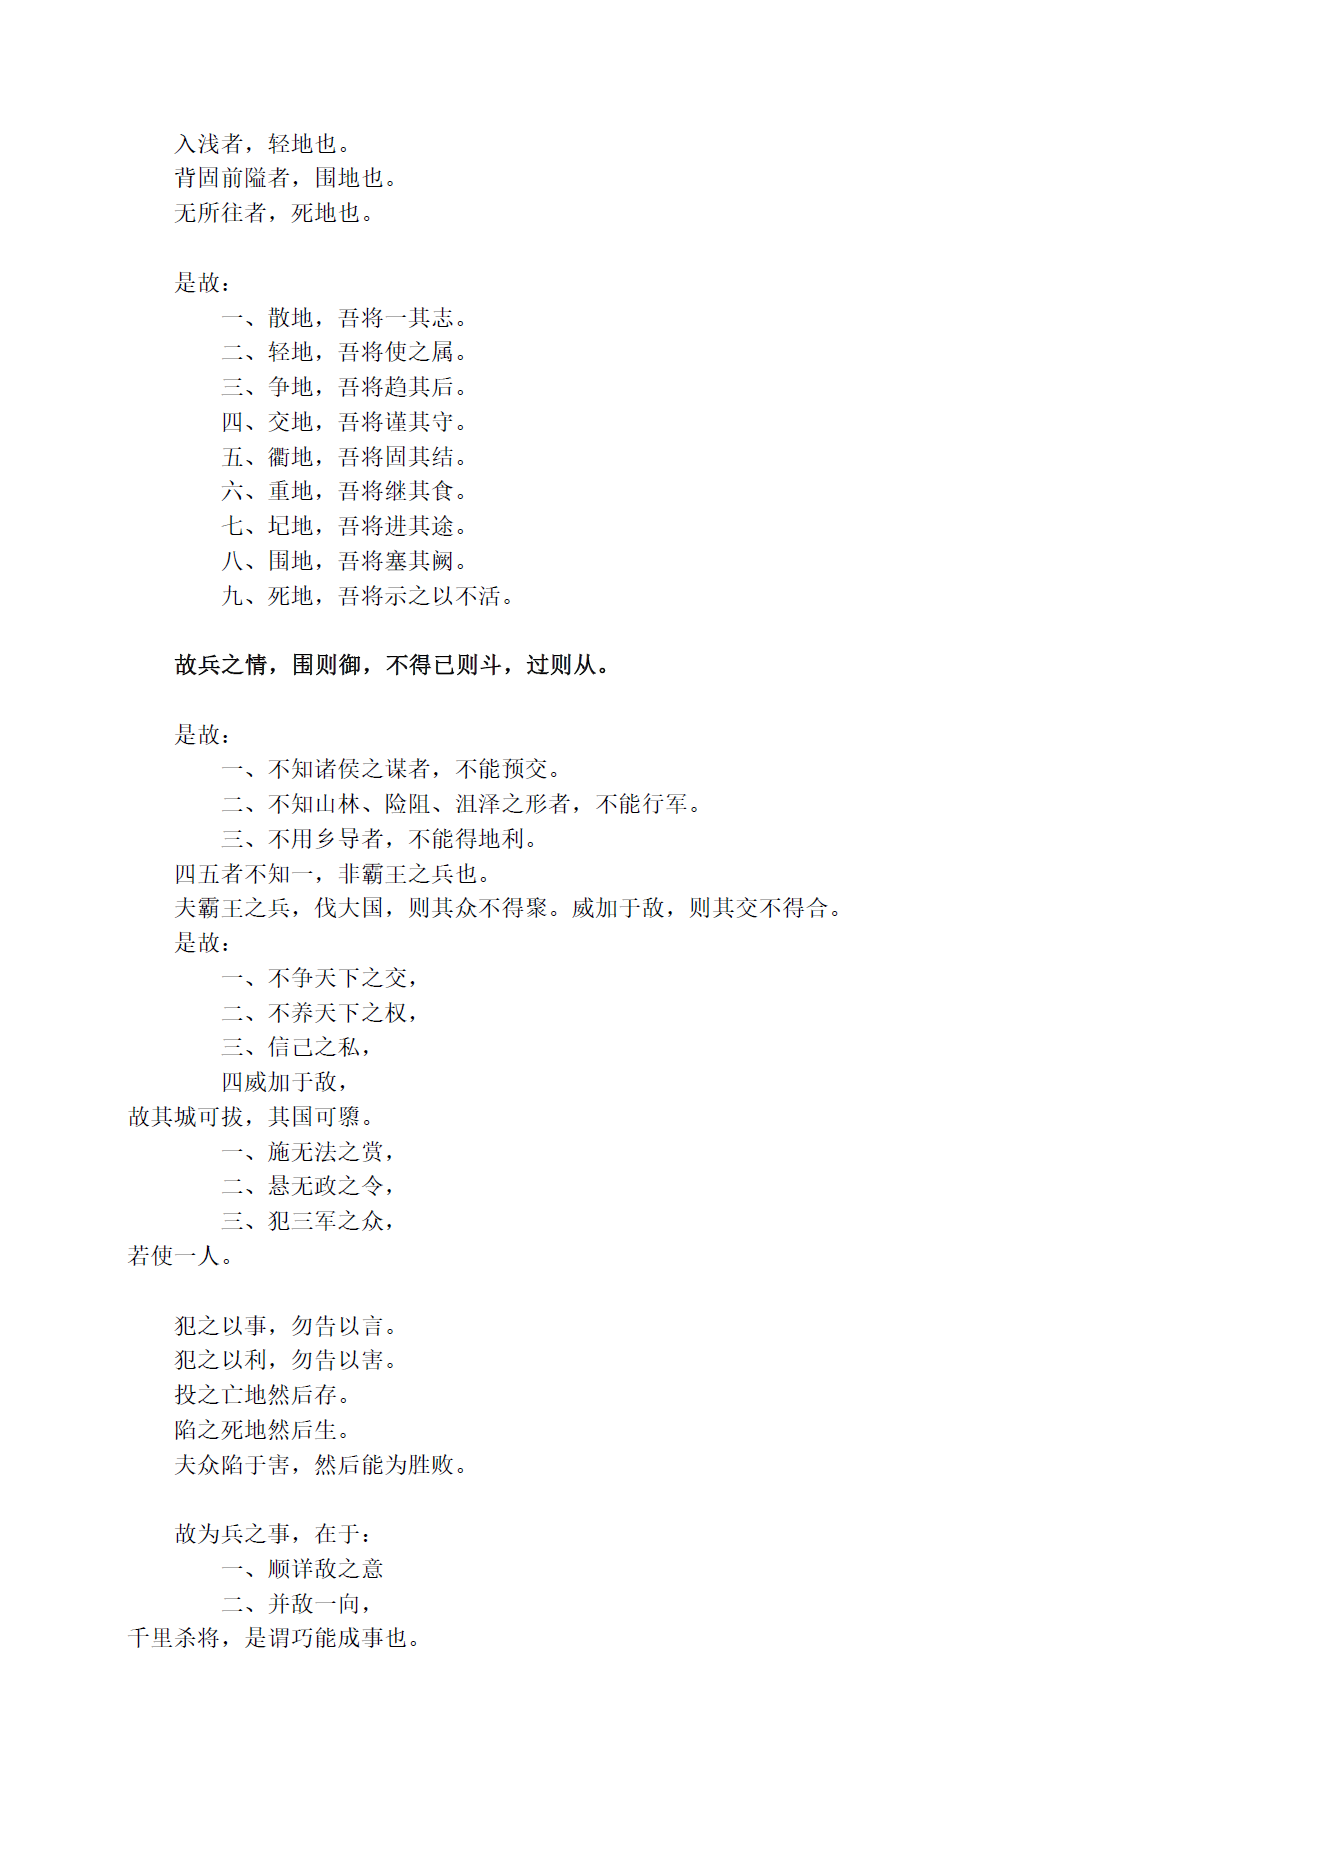 入浅者，轻地也。
背固前隘者，围地也。
无所往者，死地也。
是故：
一、散地，吾将一其志。
二、轻地，吾将使之属。
三、争地，吾将趋其后。
四、交地，吾将谨其守。
五、衢地，吾将固其结。
六、重地，吾将继其食。
七、圮地，吾将进其途。
八、围地，吾将塞其阙。
九、死地，吾将示之以不活。
故兵之情，围则御，不得已则斗，过则从。
是故：
一、不知诸侯之谋者，不能预交。
二、不知山林、险阻、沮泽之形者，不能行军。
三、不用乡导者，不能得地利。
四五者不知一，非霸王之兵也。
夫霸王之兵，伐大国，则其众不得聚。威加于敌，则其交不得合。
是故：
一、不争天下之交，
二、不养天下之权，
三、信己之私，
四威加于敌，
故其城可拔，其国可隳。
一、施无法之赏，
二、悬无政之令，
三、犯三军之众，
若使一人。
犯之以事，勿告以言。
犯之以利，勿告以害。
投之亡地然后存。
陷之死地然后生。
夫众陷于害，然后能为胜败。
故为兵之事，在于：
一、顺详敌之意
二、并敌一向，
千里杀将，是谓巧能成事也。